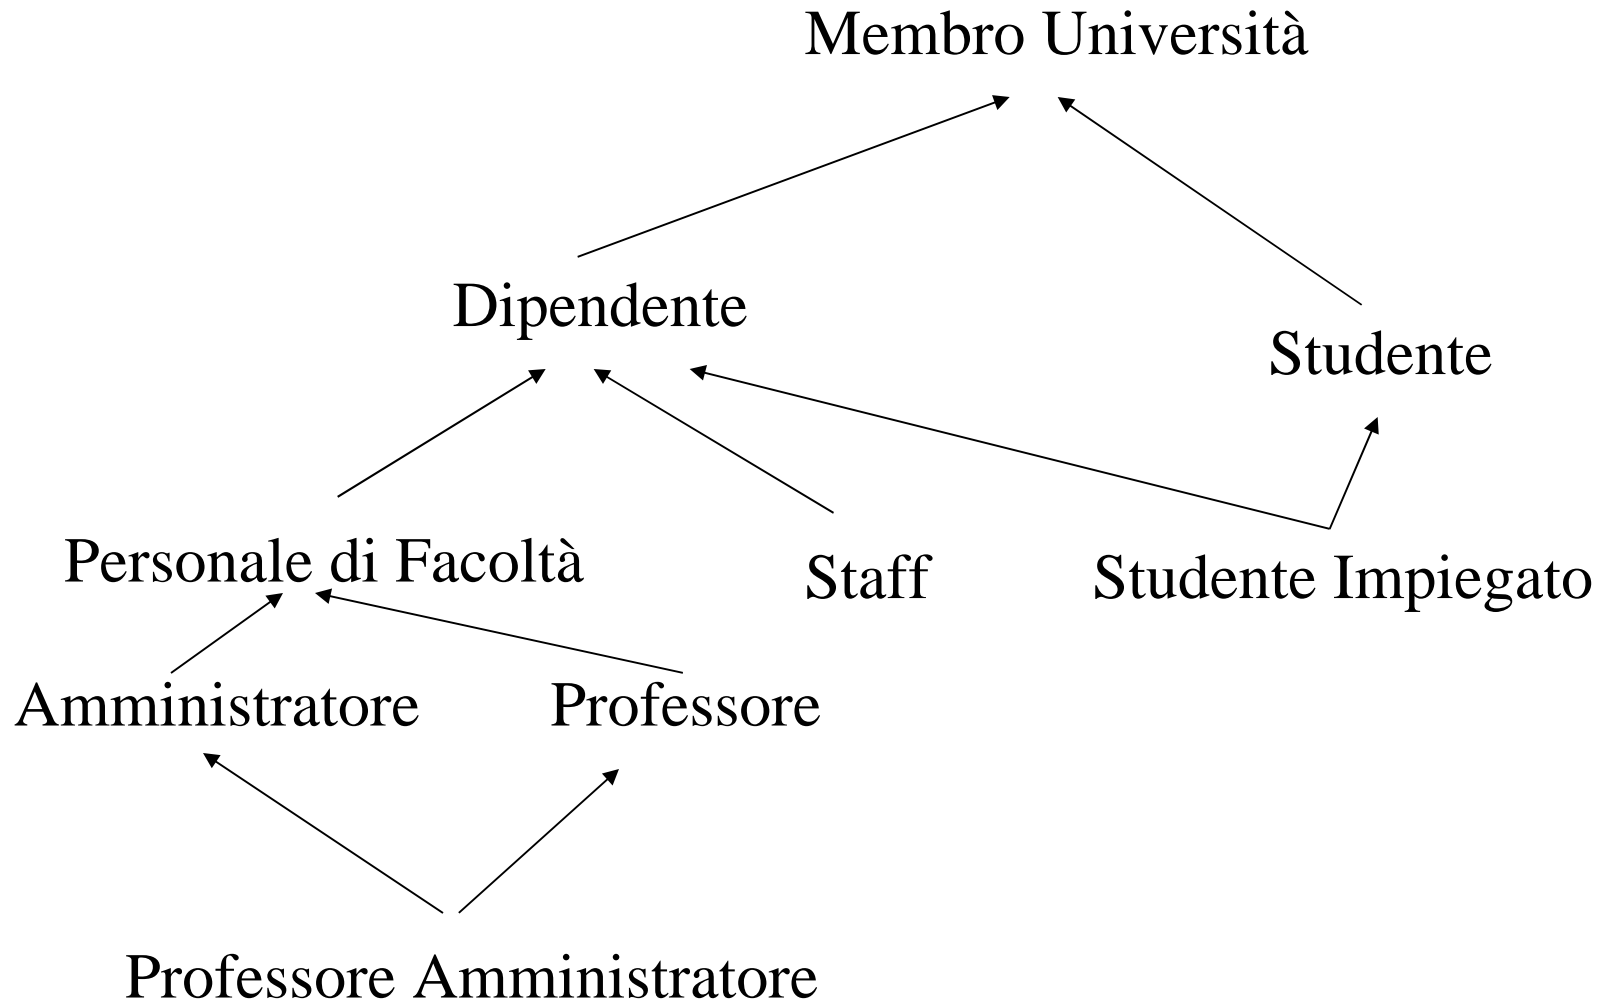 Membro Università
Dipendente
Studente
Personale di Facoltà
Staff
Studente Impiegato
Amministratore
Professore
Professore Amministratore